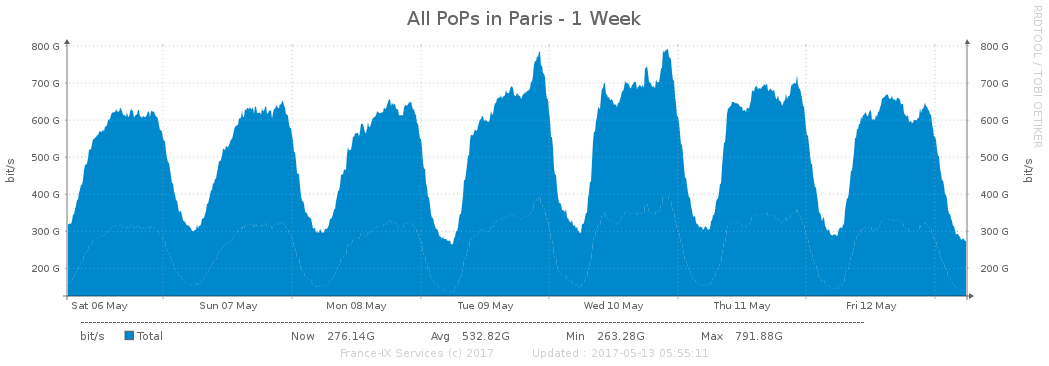 All PoPs in Paris - 1 Week
RRDTOOL / TOBI OETIKER
bit/s
bit/s
800 G
700 G
600 G
500 G
400 G
300 G
200 G
800 G
700 G
600 G
500 G
400 G
300 G
200 G
Sat 06 May Sun 07 May Mon 08 May Tue 09 May Wed 10 May Thu 11 May Fri 12 May
bit/s Total Now 276.14G Avg 532.82G Min 263.28G Max 791.88G
France-IX Services (c) 2017 Updated : 2017-05-13 05:55:11